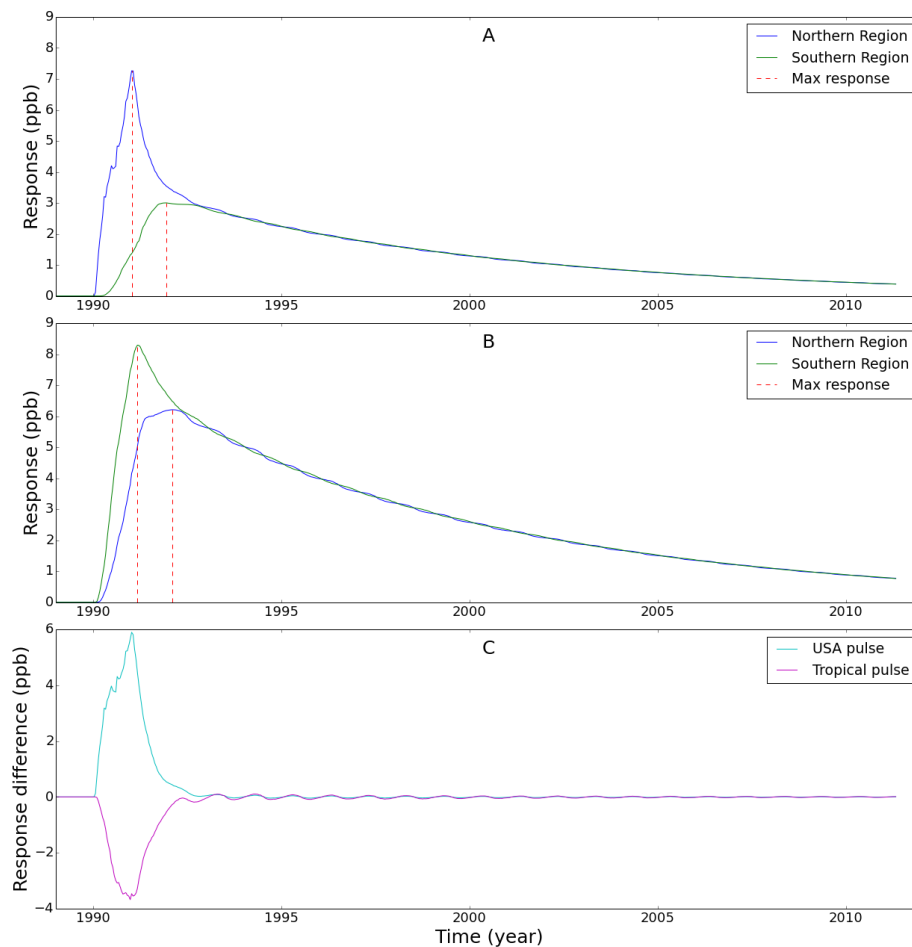 A
Northern Region
Southern Region
Max response
Response (ppb)
9
8
7
6
5
4
3
2
1
0
1990 1995 2000 2005 2010
B
Northern Region
Southern Region
Max response
Response (ppb)
9
8
7
6
5
4
3
2
1
0
1990 1995 2000 2005 2010
C
USA pulse
Tropical pulse
Response difference (ppb)
6
4
2
0
−2
−4
1990 1995 2000 2005 2010
Time (year)